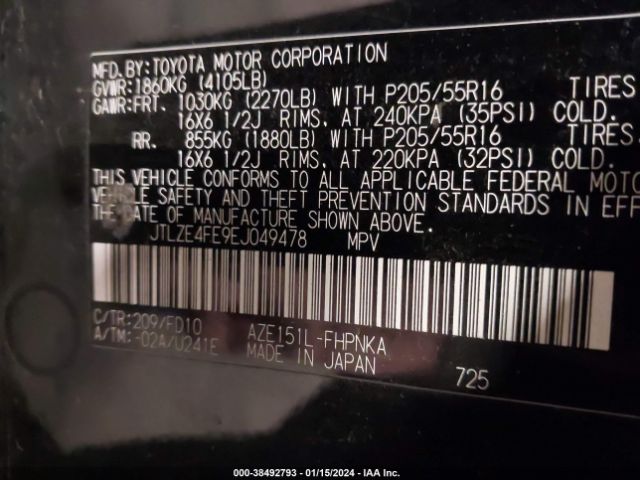 MFD.BY:TOYOTA MOTOR CORPORATION
GVWR:1860KG (4105LB)
GAWR:FRT. 1030KG (2270LB) WITH P205/55R16 TIRES
16X6 1/2J RIMS, AT 240KPA (35PSI) COLD.
RR. 855KG (1880LB) WITH P205/55R16 TIRES.
16X6 1/2J RIMS, AT 220KPA (32PSI) COLD.
THIS VEHICLE CONFORMS TO ALL APPLICABLE FEDERAL MOTO
VEHICLE SAFETY AND THEFT PREVENTION STANDARDS IN EFF
THE DATE OF MANUFACTURE SHOWN ABOVE.
JTLZE4FE9EJ049478 MPV
C/TR:209/FD10 AZE151L-FHPNKA
A/TM:-02A/U241E MADE IN JAPAN
725
000-38492793 - 01/15/2024 - IAA Inc.